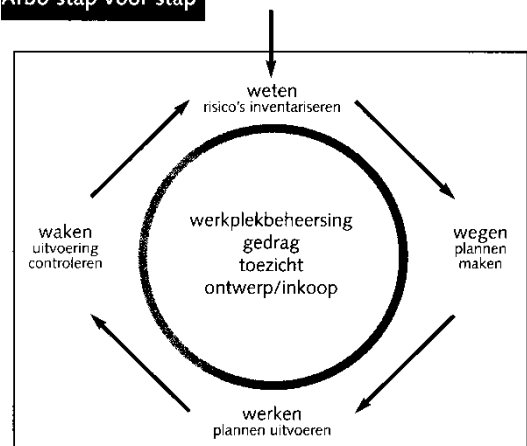 Arbo stap voor stap
weten
risico's inventariseren
waken
uitvoering
controleren
werkplekbeheersing
gedrag
toezicht
ontwerp/inkoop
wegen
plannen
maken
werken
plannen uitvoeren